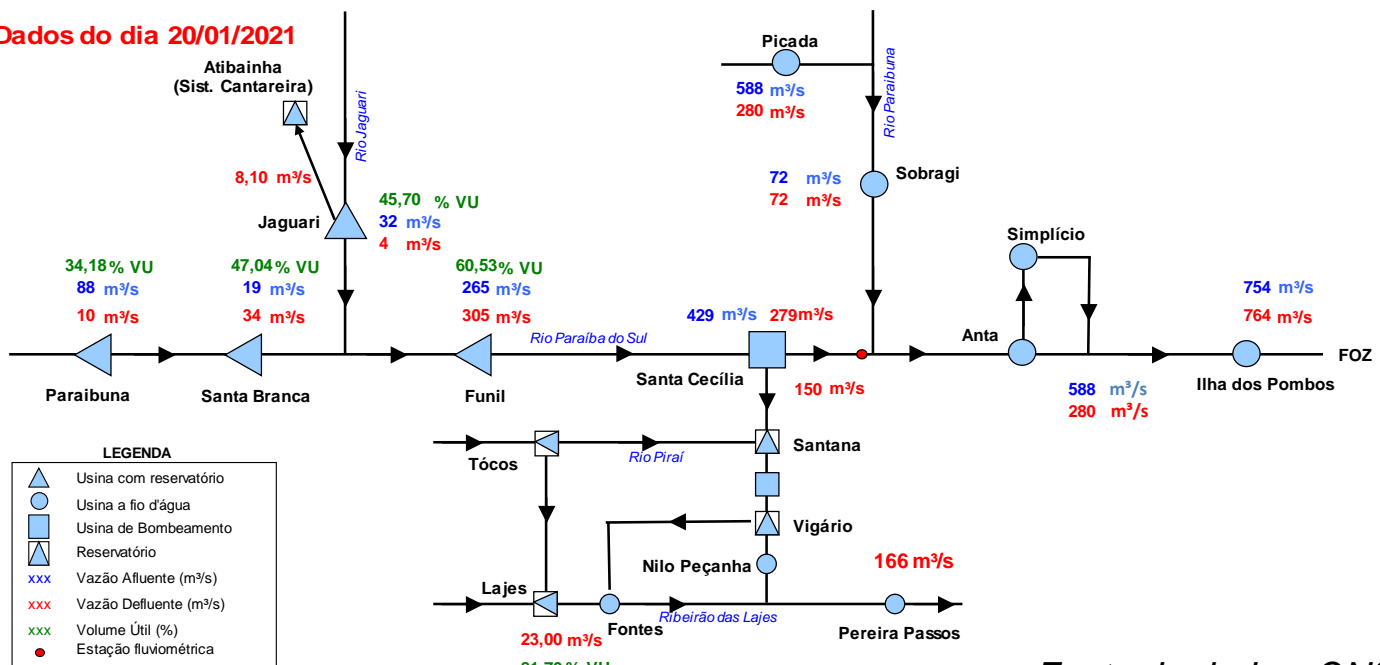 Dados do dia 20/01/2021
Atibainha
(Sist. Cantareira)
Rio Jaguari
8,10 m³/s
Jaguari
45,70 % VU
32 m³/s
4 m³/s
Picada
588 m³/s
280 m³/s
Rio Paraibuna
72 m³/s
72 m³/s
Sobragi
Simplício
34,18 % VU
88 m³/s
10 m³/s
Paraibuna
47,04 % VU
19 m³/s
34 m³/s
Santa Branca
60,53 % VU
265 m³/s
305 m³/s
Funil
Rio Paraíba do Sul
429 m³/s 279 m³/s
Santa Cecília
150 m³/s
Anta
588 m³/s
280 m³/s
754 m³/s
764 m³/s
Ilha dos Pombos
FOZ
Tócos
Rio Piraí
Santana
Vigário
Nilo Peçanha
166 m³/s
Lajes
Fontes
Ribeirão das Lajes
Pereira Passos
23,00 m³/s
LEGENDA
Usina com reservatório
Usina a fio d'água
Usina de Bombeamento
Reservatório
xxx Vazão Afluente (m³/s)
xxx Vazão Defluente (m³/s)
xxx Volume Útil (%)
Estação fluviométrica